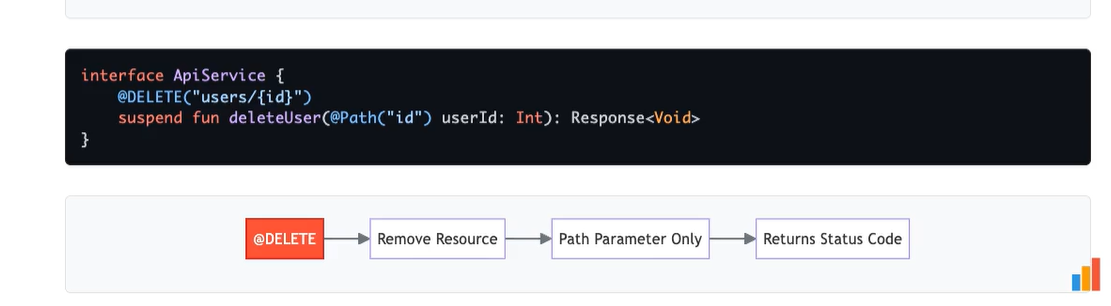 interface ApiService {
    @DELETE("users/{id}")
    suspend fun deleteUser(@Path("id") userId: Int): Response<Void>
}
@DELETE
Remove Resource
Path Parameter Only
Returns Status Code